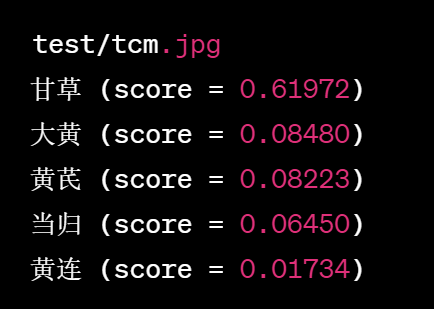 test/tcm.jpg
甘草 (score = 0.61972)
大黄 (score = 0.08480)
黄芪 (score = 0.08223)
当归 (score = 0.06450)
黄连 (score = 0.01734)